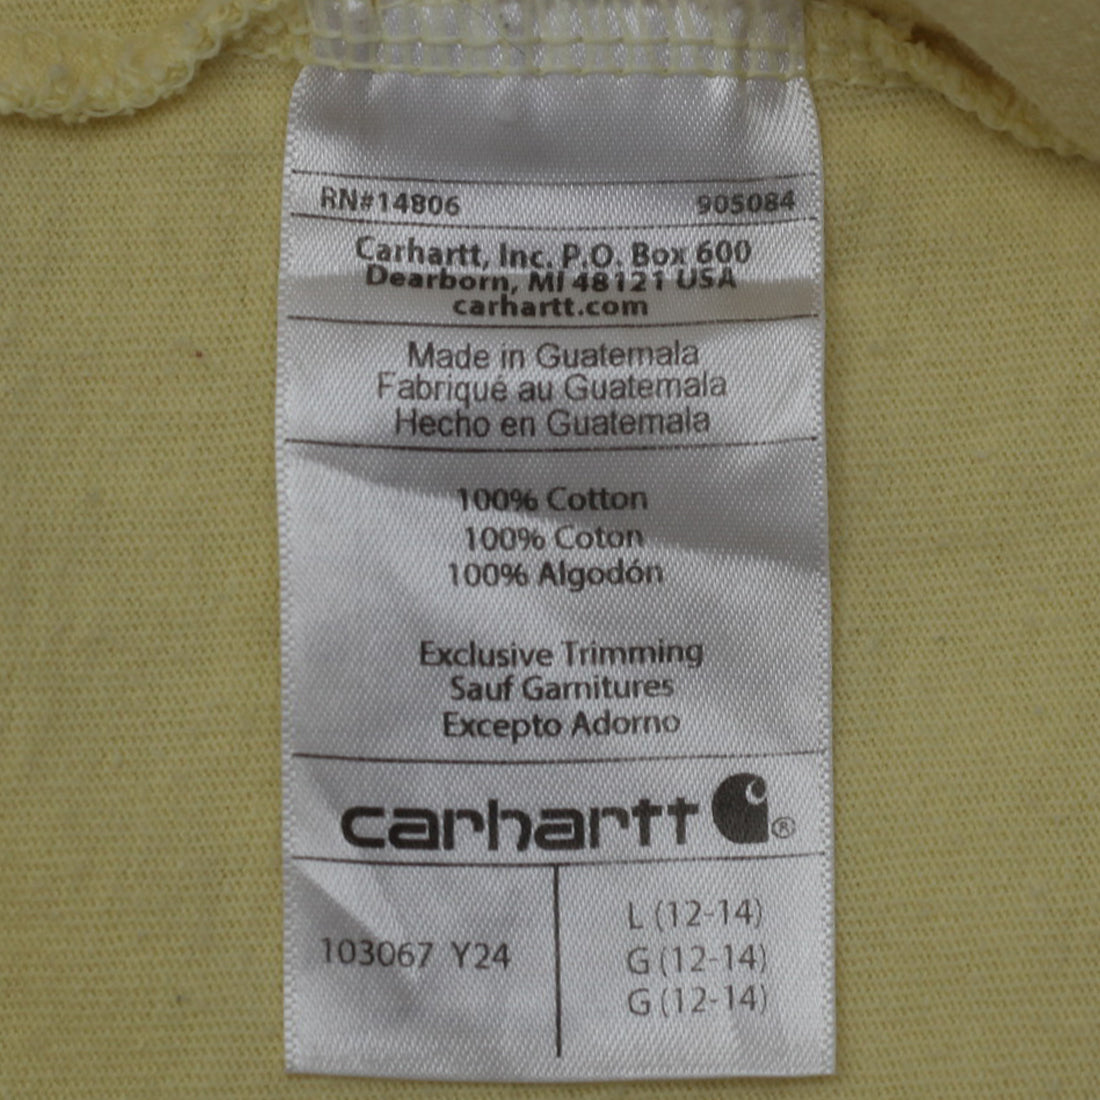 RN#14806 905084
Carhartt, Inc. P.O. Box 600
Dearborn, MI 48121 USA
carhartt.com
Made in Guatemala
Fabriqué au Guatemala
Hecho en Guatemala
100% Cotton
100% Coton
100% Algodón
Exclusive Trimming
Sauf Garnitures
Excepto Adorno
carhartt ®
103067 Y24
L (12-14)
G (12-14)
G (12-14)